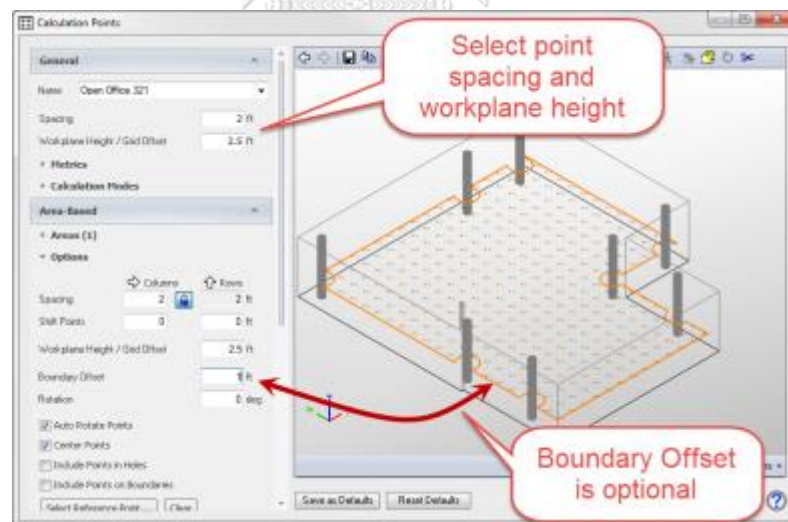 Calculation Points
General
Name Open Office 321
Spacing 2 ft
Workplane Height / Grid Offset 2.5 ft
Metrics
Calculation Modes
Area-Based
Areas (1)
Options
Columns Rows
Spacing 2 2 ft
Shift Points 0 0 ft
Workplane Height / Grid Offset 2.5 ft
Boundary Offset 1 ft
Rotation 0 deg
Auto Rotate Points
Center Points
Include Points in Holes
Include Points on Boundaries
Select Reference Point... Clear
Select point
spacing and
workplane height
Boundary Offset
is optional
Save as Defaults Reset Defaults